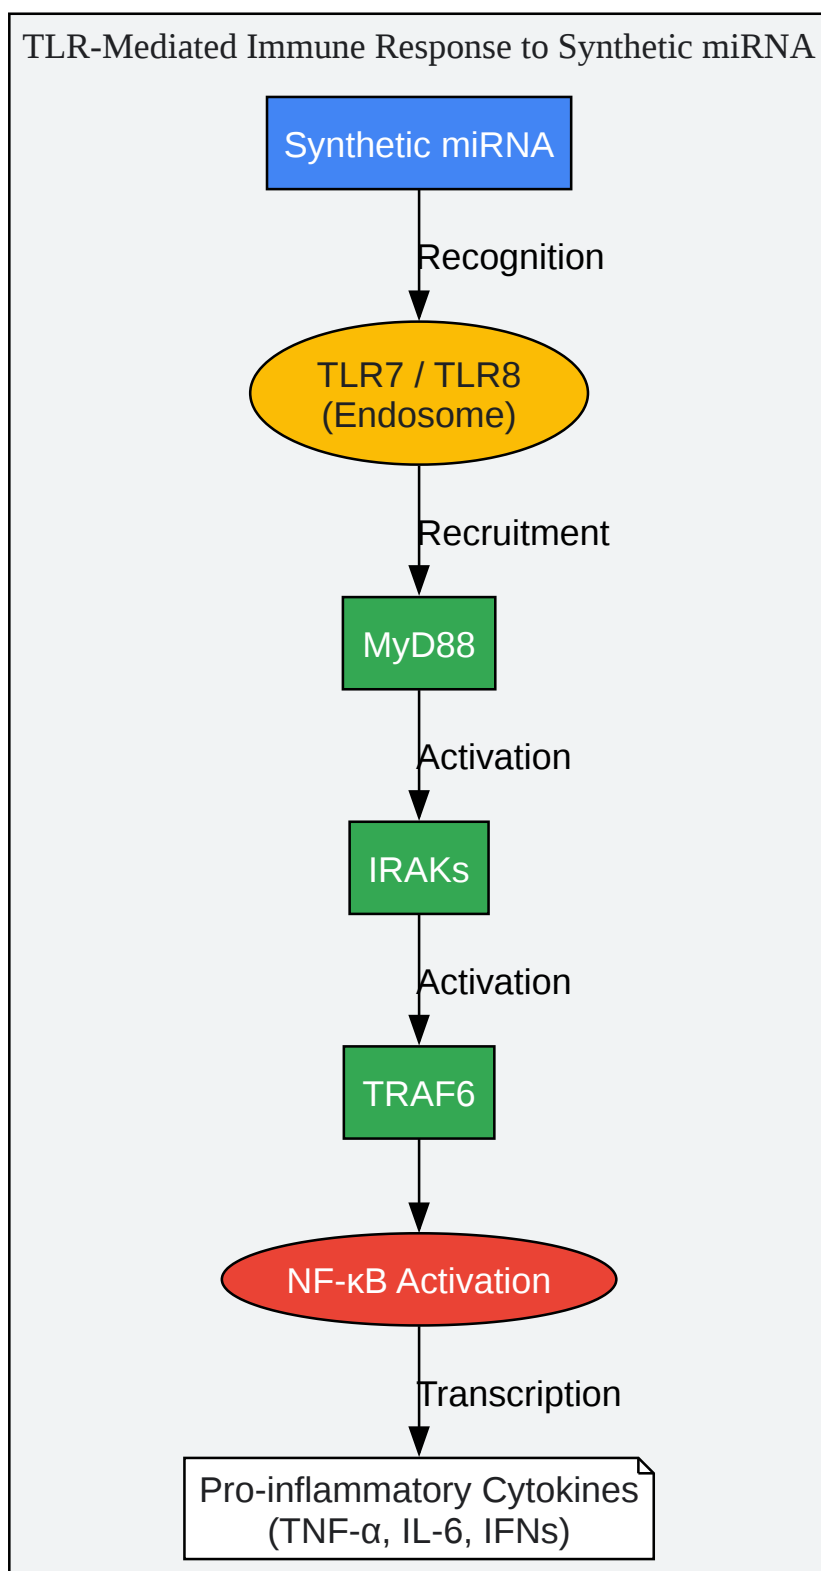 TLR-Mediated Immune Response to Synthetic miRNA
Synthetic miRNA
Recognition
TLR7 / TLR8
(Endosome)
Recruitment
MyD88
Activation
IRAKs
Activation
TRAF6
NF-κB Activation
Transcription
Pro-inflammatory Cytokines
(TNF-α, IL-6, IFNs)